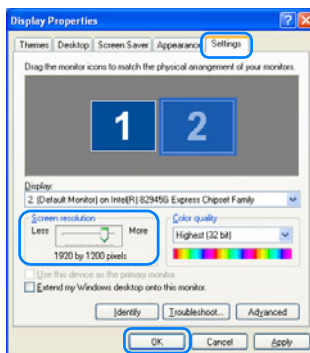 Display Properties
Themes Desktop Screen Saver Appearance Settings
Drag the monitor icons to match the physical arrangement of your monitors.
1 2
Display:
2. (Default Monitor) on Intel(R) 82945G Express Chipset Family
Screen resolution
Color quality
Less More
Highest (32 bit)
1920 by 1200 pixels
Use this device as the primary monitor.
Extend my Windows desktop onto this monitor.
Identify Troubleshoot... Advanced
OK Cancel Apply